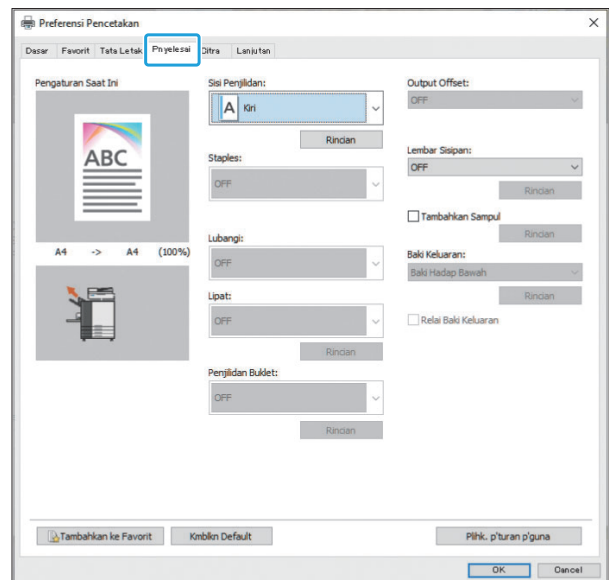 Preferensi Pencetakan
Dasar Favorit Tata Letak Pnyelesai Citra Lanjutan
Pengaturan Saat Ini
ABC
A4 -> A4 (100%)
Sisi Penjilidan:
A Kiri
Rincian
Staples:
OFF
Lubangi:
OFF
Lipat:
OFF
Rincian
Penjilidan Buklet:
OFF
Rincian
Output Offset:
OFF
Lembar Sisipan:
OFF
Rincian
Tambahkan Sampul
Rincian
Baki Keluaran:
Baki Hadap Bawah
Rincian
Relai Baki Keluaran
Tambahkan ke Favorit Kmblkn Default Plihk. p'turan p'guna
OK Cancel